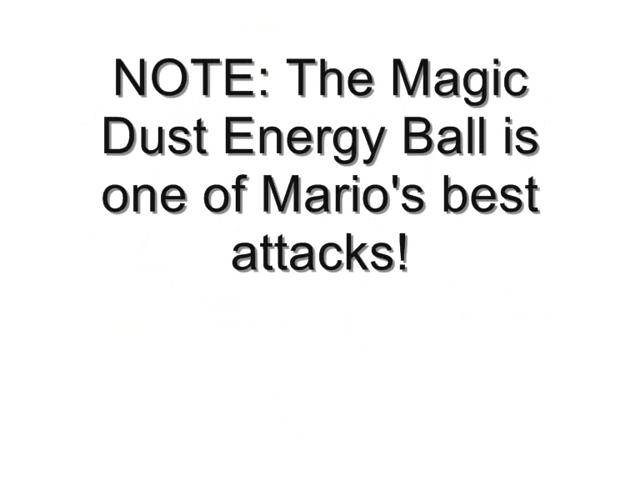 NOTE: The Magic
Dust Energy Ball is
one of Mario's best
attacks!